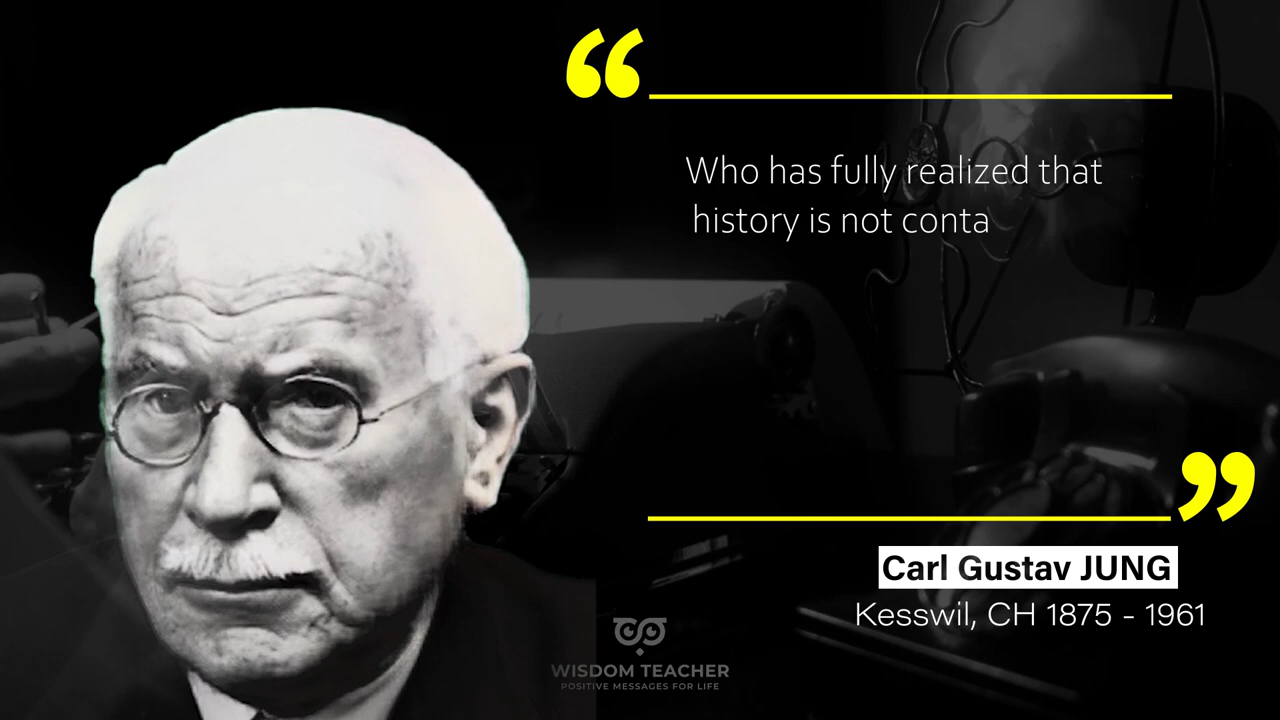 “
Who has fully realized that
history is not conta
”
Carl Gustav JUNG
Kesswil, CH 1875 - 1961
WISDOM TEACHER
POSITIVE MESSAGES FOR LIFE